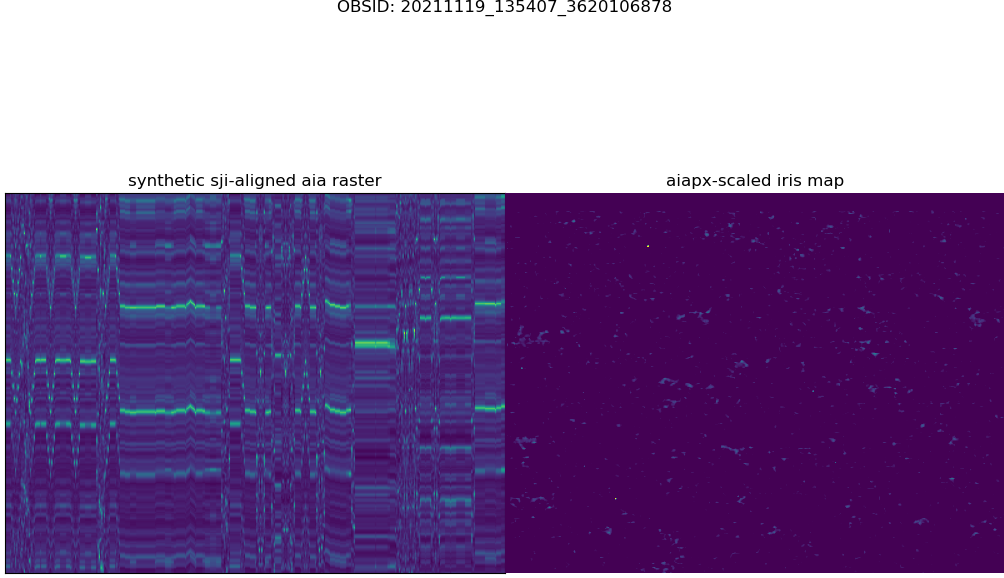 OBSID: 20211119_135407_3620106878
synthetic sji-aligned aia raster
aiapx-scaled iris map